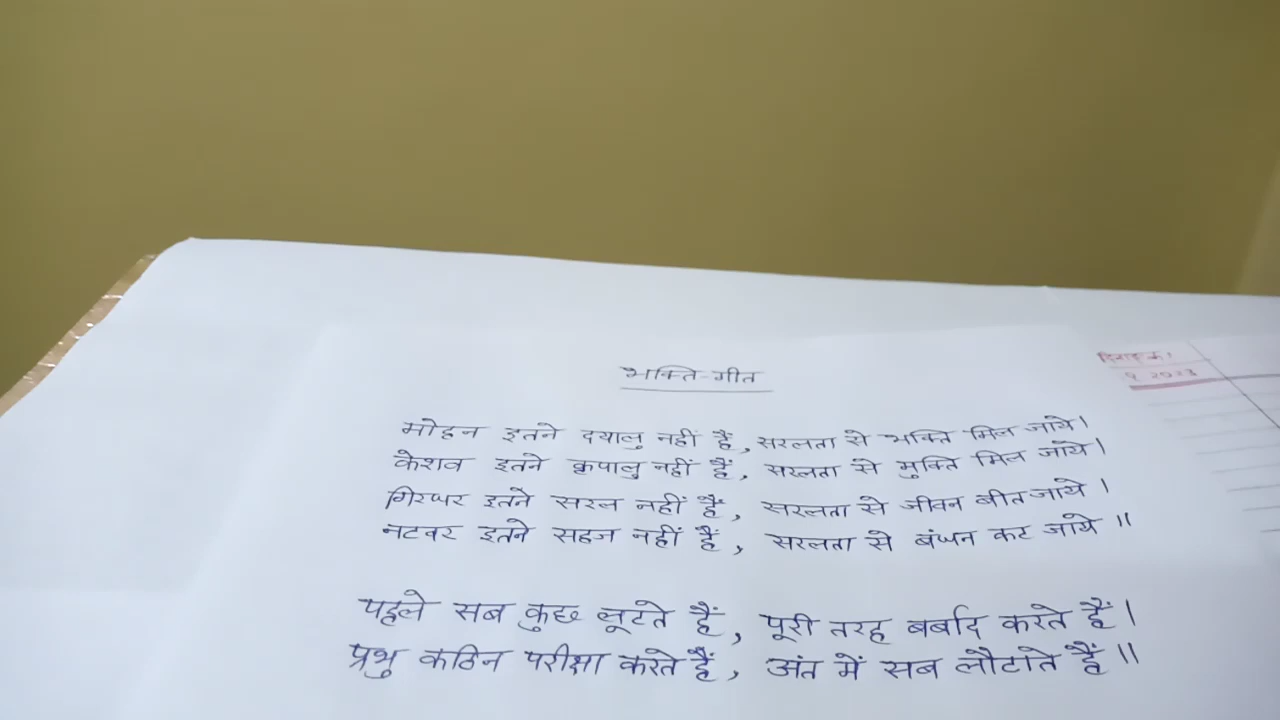 भक्ति-गीत
मोहन इतने दयालु नहीं हैं, सरलता से भक्ति मिल जाये।
केशव इतने कृपालु नहीं हैं, सरलता से मुक्ति मिल जाये।
गिरधर इतने सरल नहीं हैं, सरलता से जीवन बीत जाये।
नटवर इतने सहज नहीं हैं, सरलता से बंधन कट जाये॥
पहले सब कुछ लूटते हैं, पूरी तरह बर्बाद करते हैं।
प्रभु कठिन परीक्षा करते हैं, अंत में सब लौटाते हैं॥